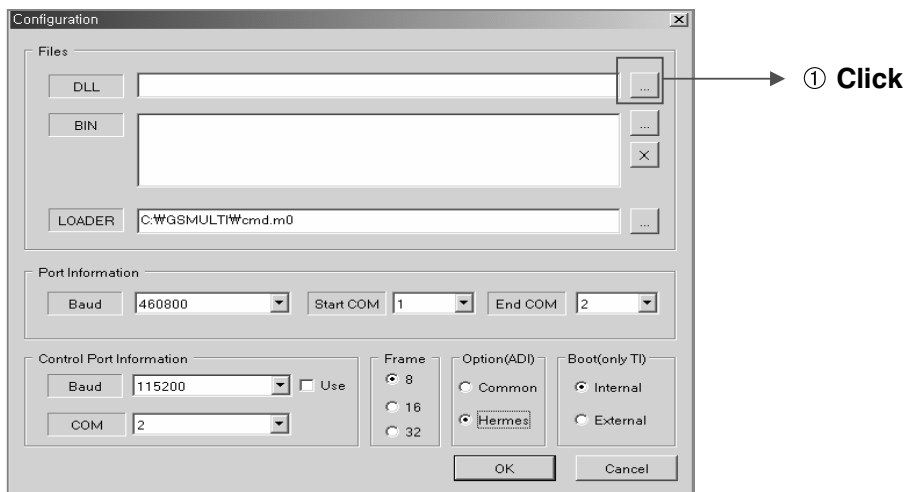 Configuration
Files
DLL
...
① Click
BIN
...
×
LOADER
C:₩GSMULTI₩cmd.m0
...
Port Information
Baud
460800
Start COM
1
End COM
2
Control Port Information
Baud
115200
Use
COM
2
Frame
8
16
32
Option(ADI)
Common
Hermes
Boot(only TI)
Internal
External
OK
Cancel